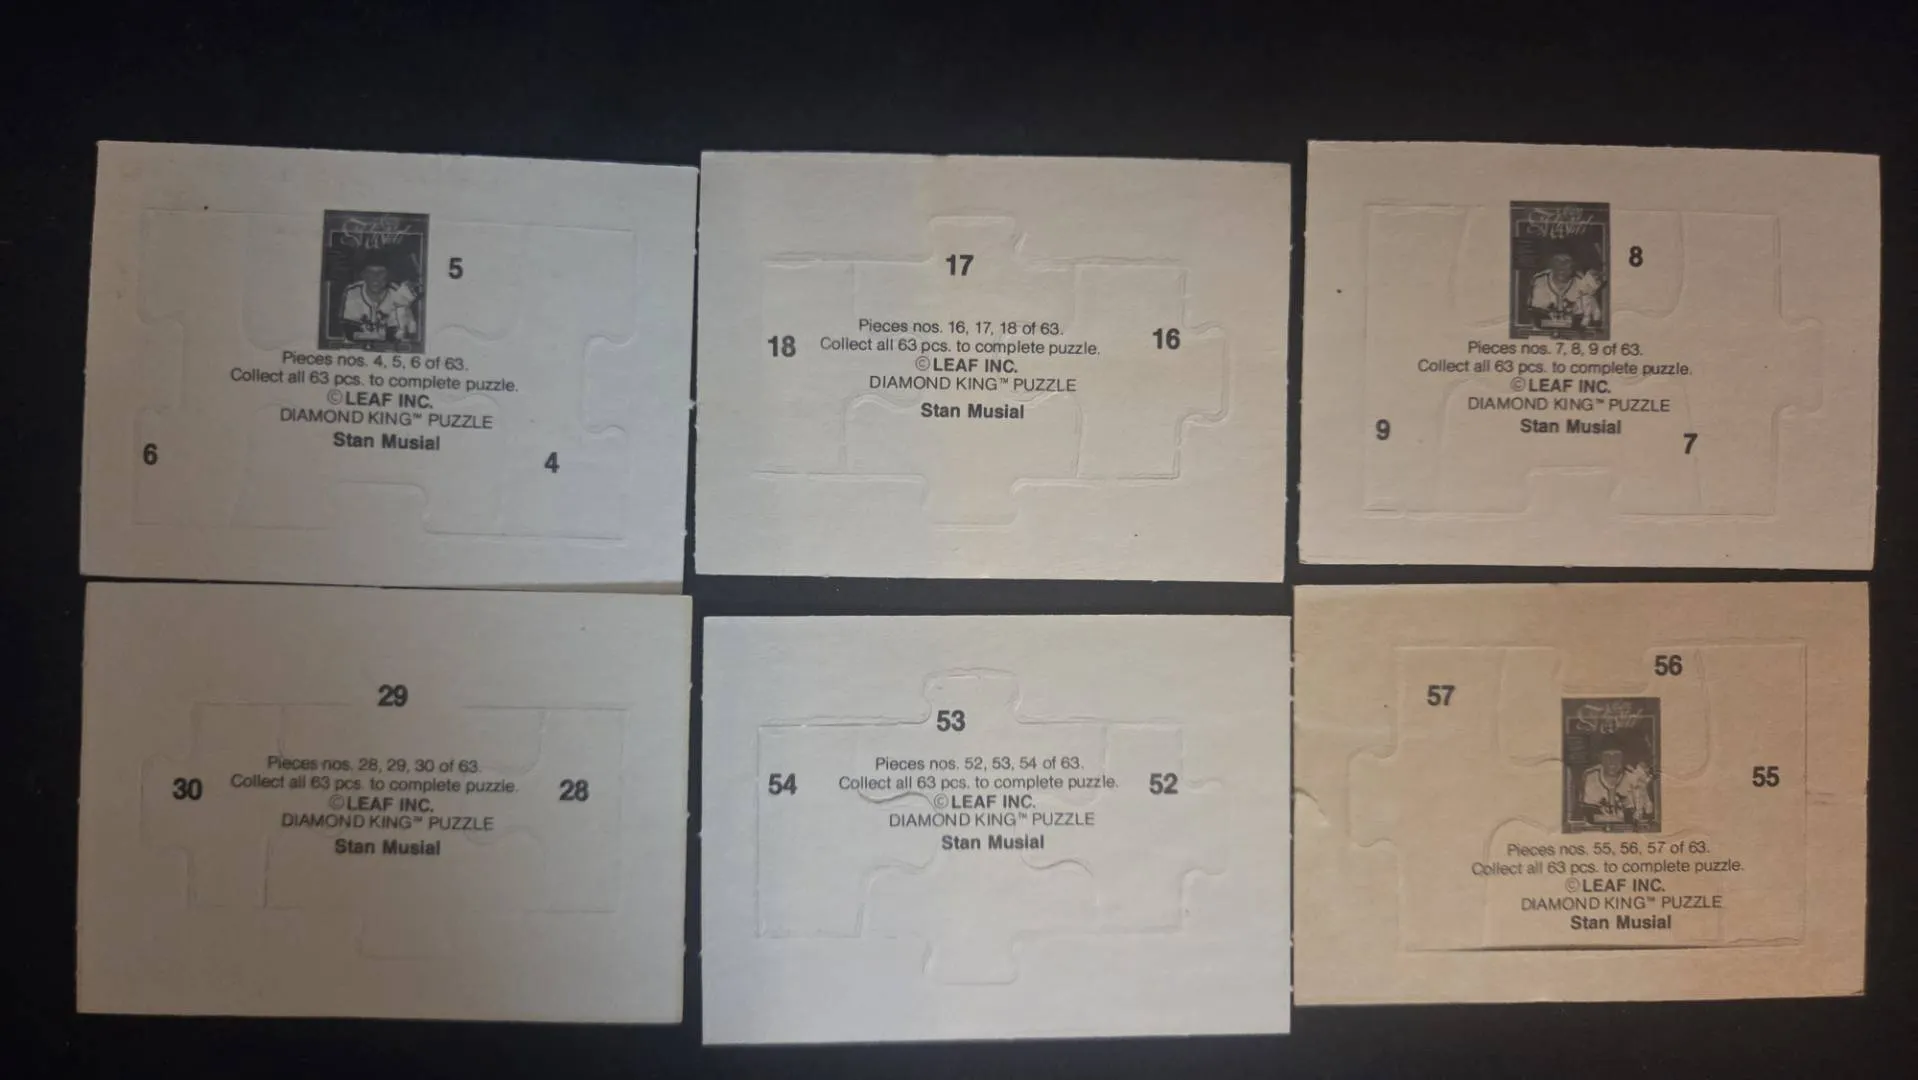 5
Pieces nos. 4, 5, 6 of 63.
Collect all 63 pcs. to complete puzzle.
©LEAF INC.
DIAMOND KING™ PUZZLE
Stan Musial
6
4
17
Pieces nos. 16, 17, 18 of 63.
18
Collect all 63 pcs. to complete puzzle.
16
©LEAF INC.
DIAMOND KING™ PUZZLE
Stan Musial
8
Pieces nos. 7, 8, 9 of 63.
Collect all 63 pcs. to complete puzzle.
©LEAF INC.
DIAMOND KING™ PUZZLE
Stan Musial
9
7
29
Pieces nos. 28, 29, 30 of 63.
30
Collect all 63 pcs. to complete puzzle.
28
©LEAF INC.
DIAMOND KING™ PUZZLE
Stan Musial
53
Pieces nos. 52, 53, 54 of 63.
54
Collect all 63 pcs. to complete puzzle.
52
©LEAF INC.
DIAMOND KING™ PUZZLE
Stan Musial
56
57
55
Pieces nos. 55, 56, 57 of 63.
Collect all 63 pcs. to complete puzzle.
©LEAF INC.
DIAMOND KING™ PUZZLE
Stan Musial